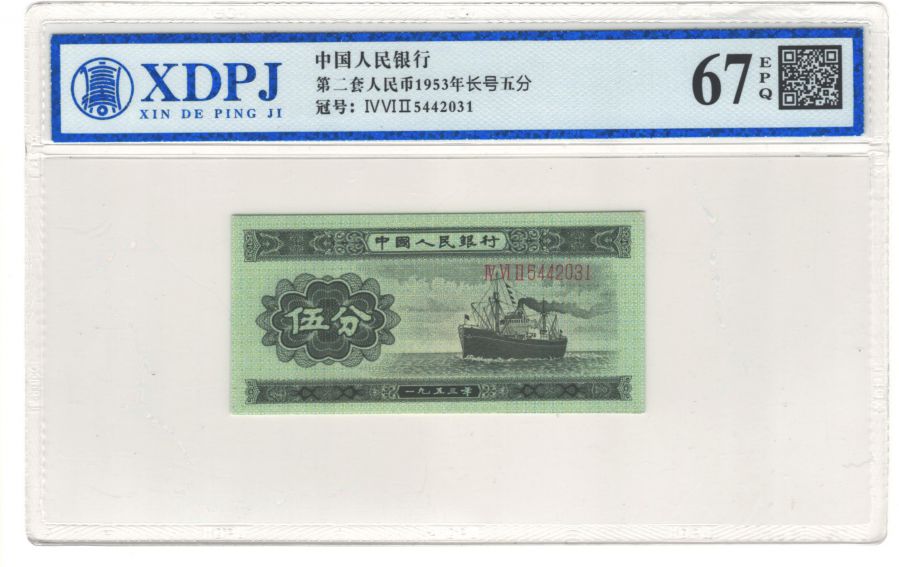 XDPJ
XIN DE PING JI
中国人民银行
第二套人民币1953年长号五分
冠号：ⅣⅥⅡ5442031
67
EPQ
中國人民銀行
ⅣⅥⅡ5442031
伍分
一九五三年